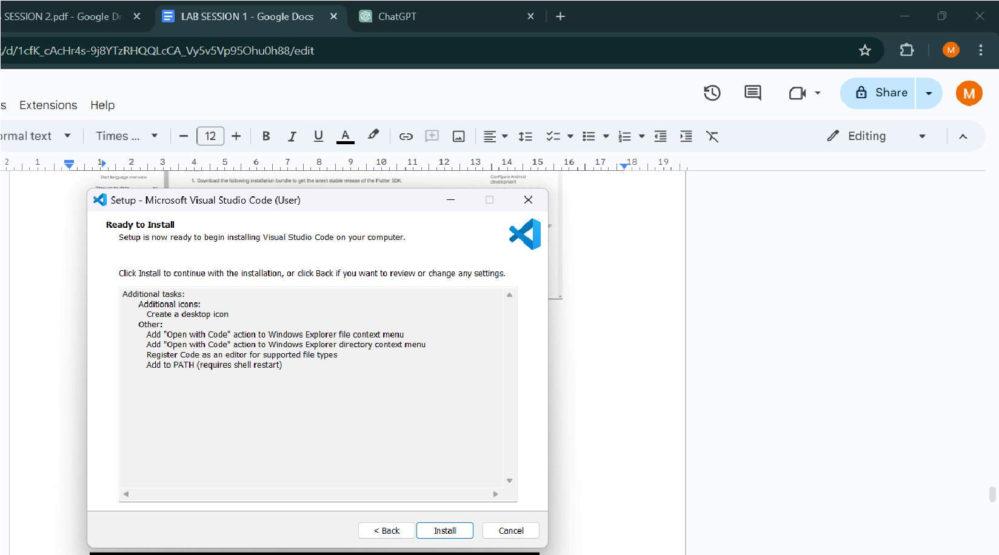 SESSION 2.pdf - Google Dr
LAB SESSION 1 - Google Docs
ChatGPT
/d/1cfK_cAcHr4s-9j8YTzRHQQLcCA_Vy5v5Vp95Ohu0h88/edit
M
s Extensions Help
Share
M
ormal text Times ... 12 B I U A Editing
2 1 1 2 3 4 5 6 7 8 9 10 11 12 13 14 15 16 17 18 19
Dart language overview
1. Download the following installation bundle to get the latest stable release of the Flutter SDK.
Configure Android
development
Stay up to date
Setup - Microsoft Visual Studio Code (User)
Ready to Install
Setup is now ready to begin installing Visual Studio Code on your computer.
Click Install to continue with the installation, or click Back if you want to review or change any settings.
Additional tasks:
Additional icons:
Create a desktop icon
Other:
Add "Open with Code" action to Windows Explorer file context menu
Add "Open with Code" action to Windows Explorer directory context menu
Register Code as an editor for supported file types
Add to PATH (requires shell restart)
< Back Install Cancel